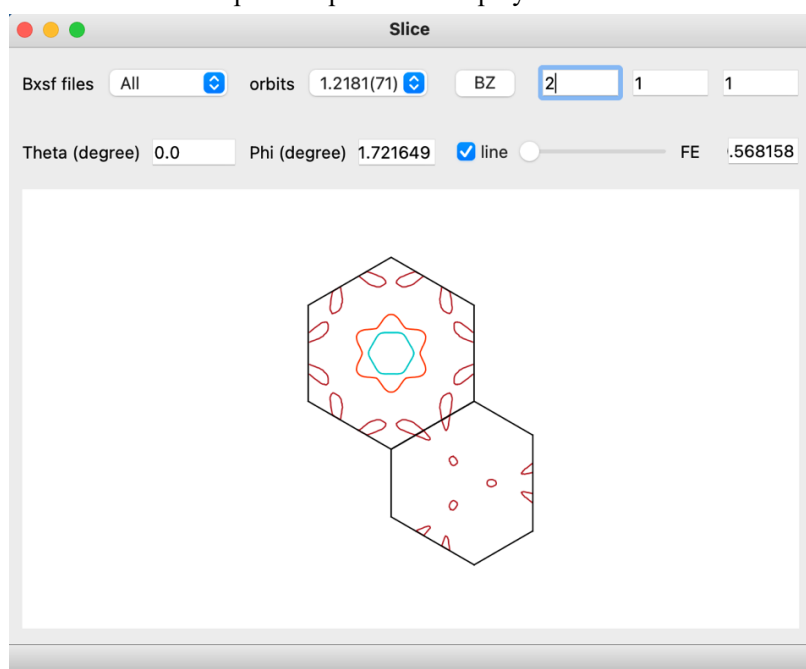 Slice
Bxsf files All orbits 1.2181(71) BZ 2 1 1
Theta (degree) 0.0 Phi (degree) 1.721649 line FE .568158